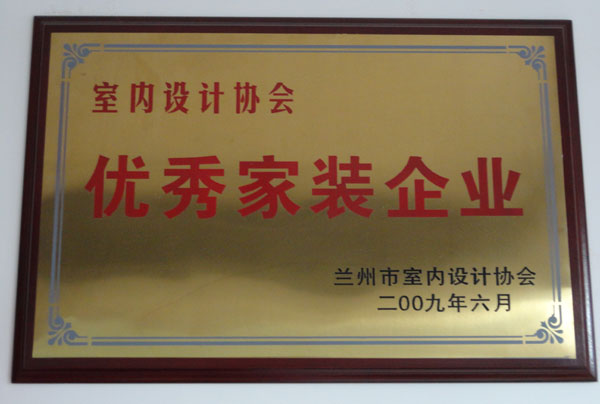 室内设计协会
优秀家装企业
兰州市室内设计协会
二00九年六月